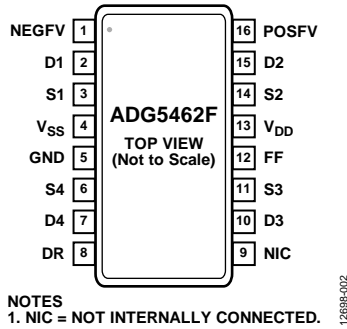 NEGFV 1 16 POSFV
D1 2 15 D2
S1 3 14 S2
ADG5462F
VSS 4 13 VDD
TOP VIEW
GND 5 (Not to Scale) 12 FF
S4 6 11 S3
D4 7 10 D3
DR 8 9 NIC
NOTES
1. NIC = NOT INTERNALLY CONNECTED.
12698-002